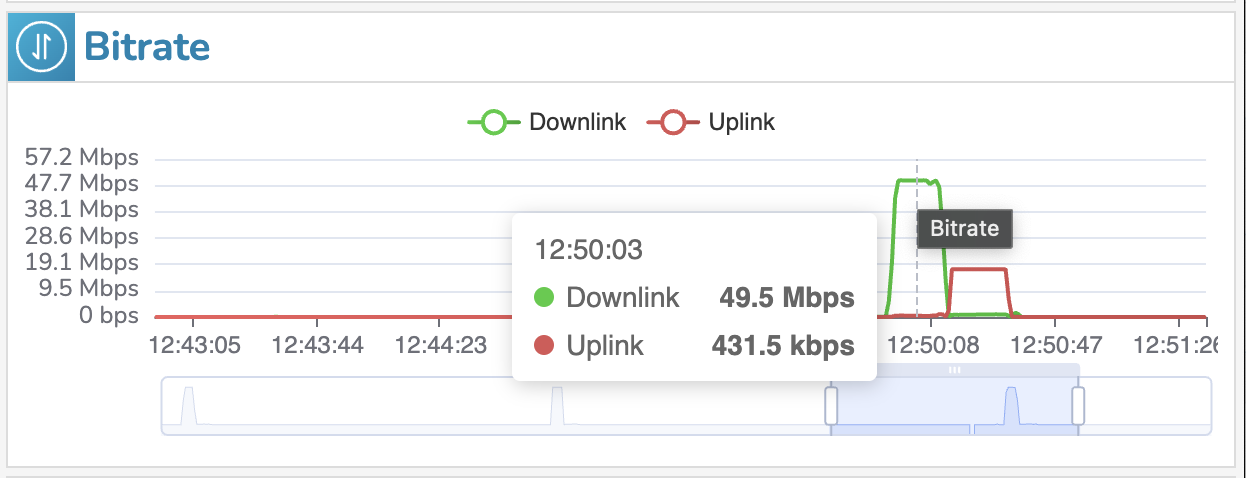 Bitrate
Downlink Uplink
57.2 Mbps
47.7 Mbps
38.1 Mbps
28.6 Mbps
19.1 Mbps
9.5 Mbps
0 bps
Bitrate
12:50:03
Downlink 49.5 Mbps
Uplink 431.5 kbps
12:43:05 12:43:44 12:44:23 12:50:08 12:50:47 12:51:26